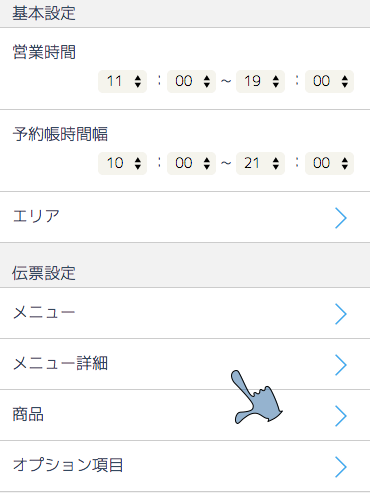 基本設定
営業時間
11 : 00 ~ 19 : 00
予約帳時間幅
10 : 00 ~ 21 : 00
エリア
伝票設定
メニュー
メニュー詳細
商品
オプション項目